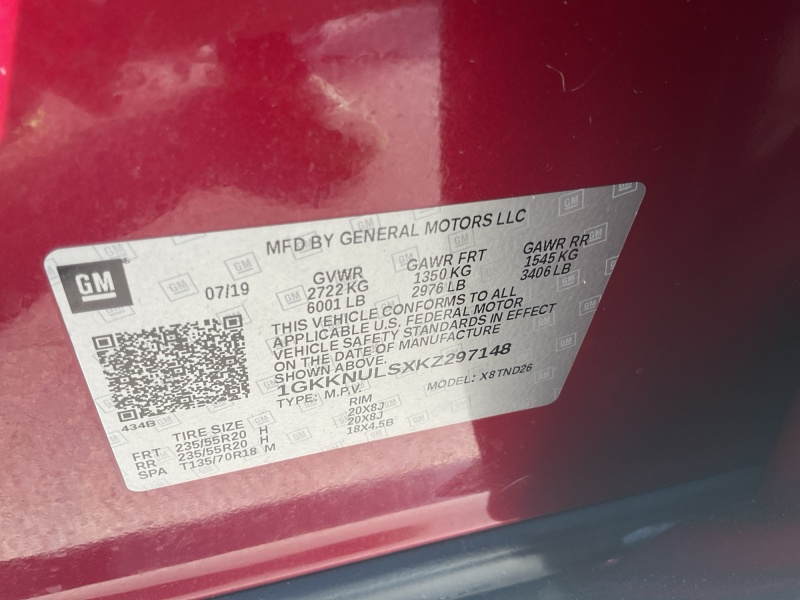 MFD BY GENERAL MOTORS LLC
GM
07/19
GVWR GAWR FRT GAWR RR
2722 KG 1350 KG 1545 KG
6001 LB 2976 LB 3406 LB
THIS VEHICLE CONFORMS TO ALL
APPLICABLE U.S. FEDERAL MOTOR
VEHICLE SAFETY STANDARDS IN EFFECT
ON THE DATE OF MANUFACTURE
SHOWN ABOVE
1GKKNULSXKZ297148
TYPE: M.P.V. MODEL: X8TND26
434B
TIRE SIZE RIM
FRT 235/55R20 H 20X8J
RR 235/55R20 H 20X8J
SPA T135/70R18 M 18X4.5B